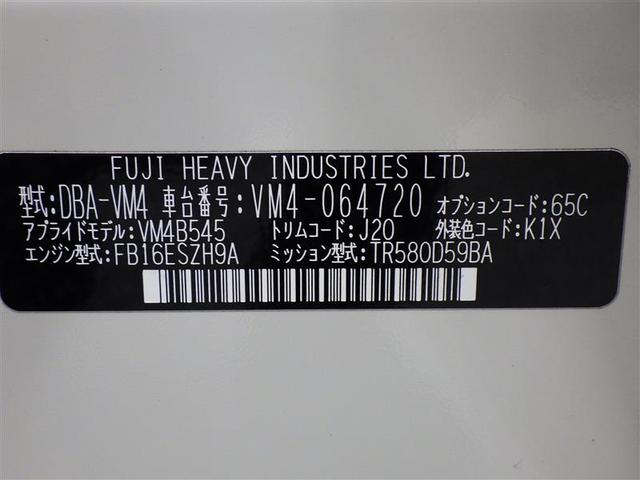 FUJI HEAVY INDUSTRIES LTD.
型式:DBA-VM4 車台番号:VM4-064720 オプションコード:65C
アプライドモデル:VM4B545 トリムコード:J20 外装色コード:K1X
エンジン型式:FB16ESZH9A ミッション型式:TR580D59BA